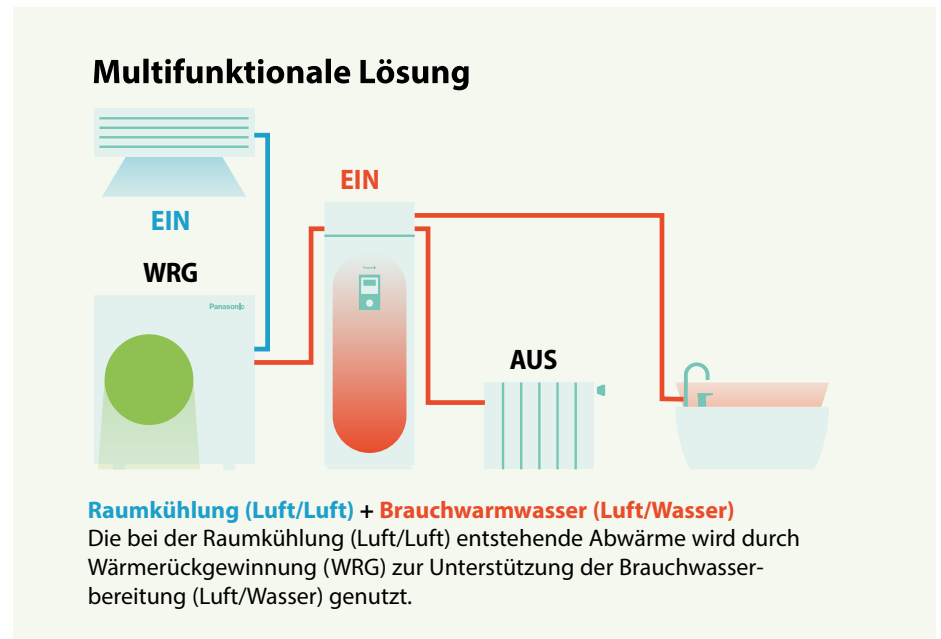 Multifunktionale Lösung
EIN
EIN
WRG
Panasonic
Panasonic
AUS
Raumkühlung (Luft/Luft) + Brauchwarmwasser (Luft/Wasser)
Die bei der Raumkühlung (Luft/Luft) entstehende Abwärme wird durch
Wärmerückgewinnung (WRG) zur Unterstützung der Brauchwasser-
bereitung (Luft/Wasser) genutzt.